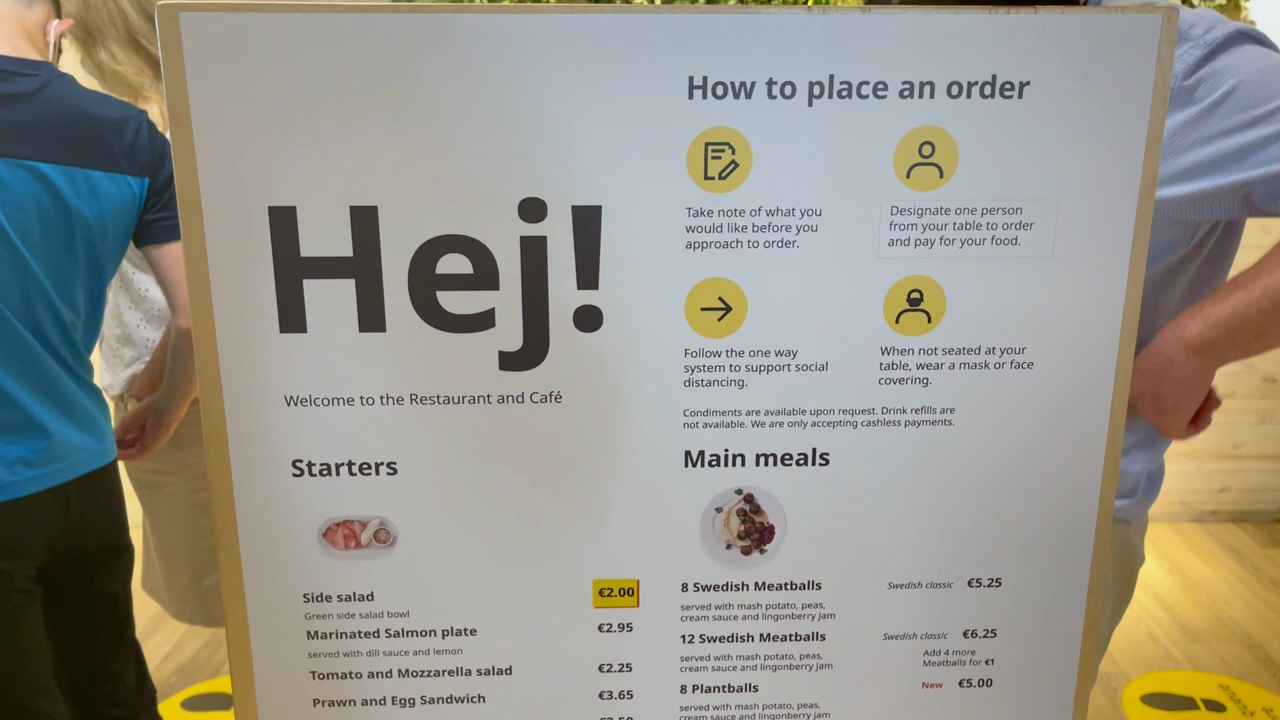 Hej!
Welcome to the Restaurant and Café
How to place an order
Take note of what you
would like before you
approach to order.
Designate one person
from your table to order
and pay for your food.
Follow the one way
system to support social
distancing.
When not seated at your
table, wear a mask or face
covering.
Condiments are available upon request. Drink refills are
not available. We are only accepting cashless payments.
Starters
Side salad €2.00
Green side salad bowl
Marinated Salmon plate €2.95
served with dill sauce and lemon
Tomato and Mozzarella salad €2.25
Prawn and Egg Sandwich €3.65
Main meals
8 Swedish Meatballs Swedish classic €5.25
served with mash potato, peas,
cream sauce and lingonberry jam
12 Swedish Meatballs Swedish classic €6.25
served with mash potato, peas,
cream sauce and lingonberry jam
Add 4 more
Meatballs for €1
8 Plantballs New €5.00
served with mash potato, peas,
cream sauce and lingonberry jam